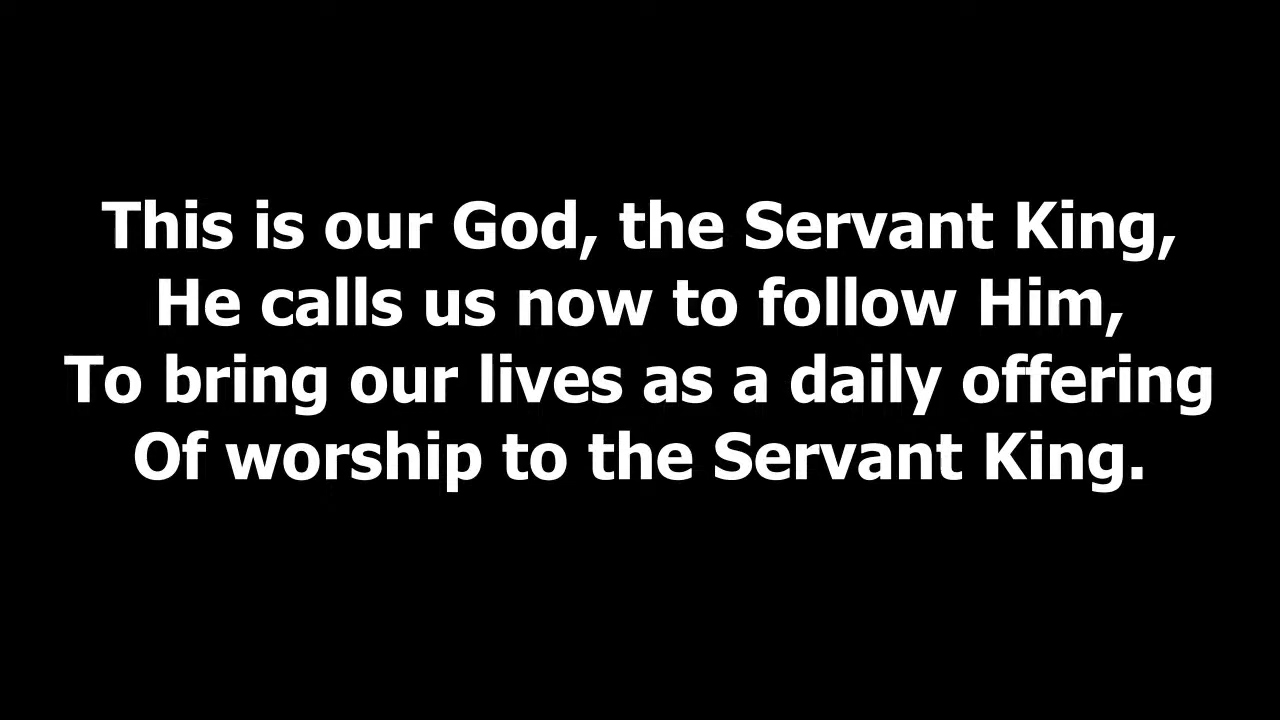 This is our God, the Servant King,
He calls us now to follow Him,
To bring our lives as a daily offering
Of worship to the Servant King.